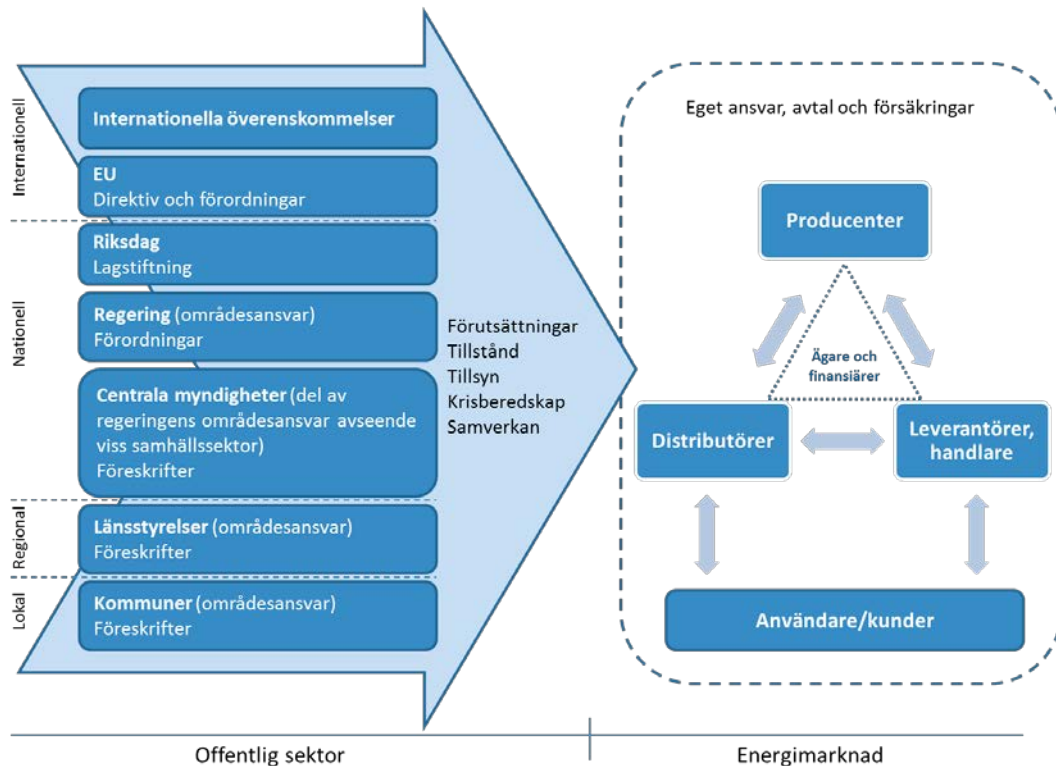 Internationell
Internationella överenskommelser
EU
Direktiv och förordningar
Nationell
Riksdag
Lagstiftning
Regering (områdesansvar)
Förordningar
Centrala myndigheter (del av
regeringens områdesansvar avseende
viss samhällssektor)
Föreskrifter
Regional
Länsstyrelser (områdesansvar)
Föreskrifter
Lokal
Kommuner (områdesansvar)
Föreskrifter
Förutsättningar
Tillstånd
Tillsyn
Krisberedskap
Samverkan
Eget ansvar, avtal och försäkringar
Producenter
Ägare och
finansiärer
Distributörer
Leverantörer,
handlare
Användare/kunder
Offentlig sektor
Energimarknad